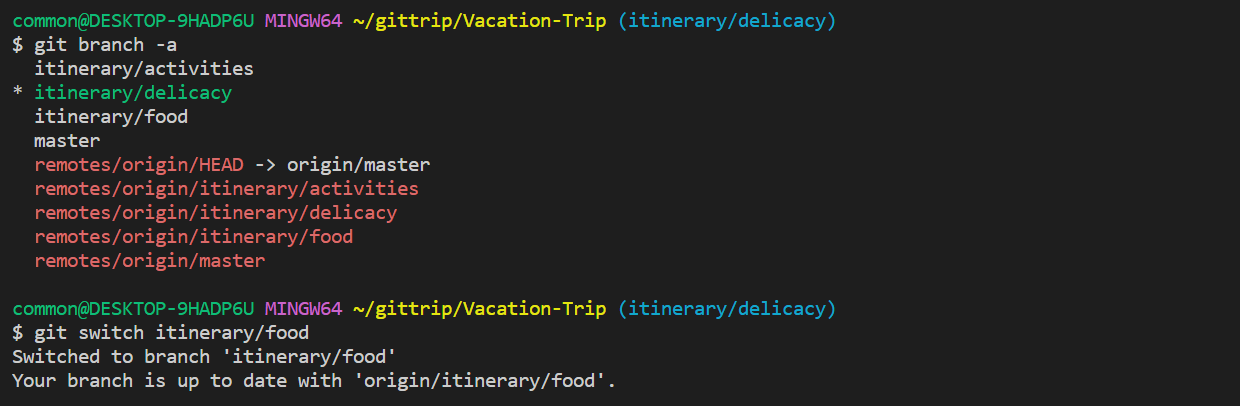 common@DESKTOP-9HADP6U MINGW64 ~/gittrip/Vacation-Trip (itinerary/delicacy)
$ git branch -a
  itinerary/activities
* itinerary/delicacy
  itinerary/food
  master
  remotes/origin/HEAD -> origin/master
  remotes/origin/itinerary/activities
  remotes/origin/itinerary/delicacy
  remotes/origin/itinerary/food
  remotes/origin/master
common@DESKTOP-9HADP6U MINGW64 ~/gittrip/Vacation-Trip (itinerary/delicacy)
$ git switch itinerary/food
Switched to branch 'itinerary/food'
Your branch is up to date with 'origin/itinerary/food'.